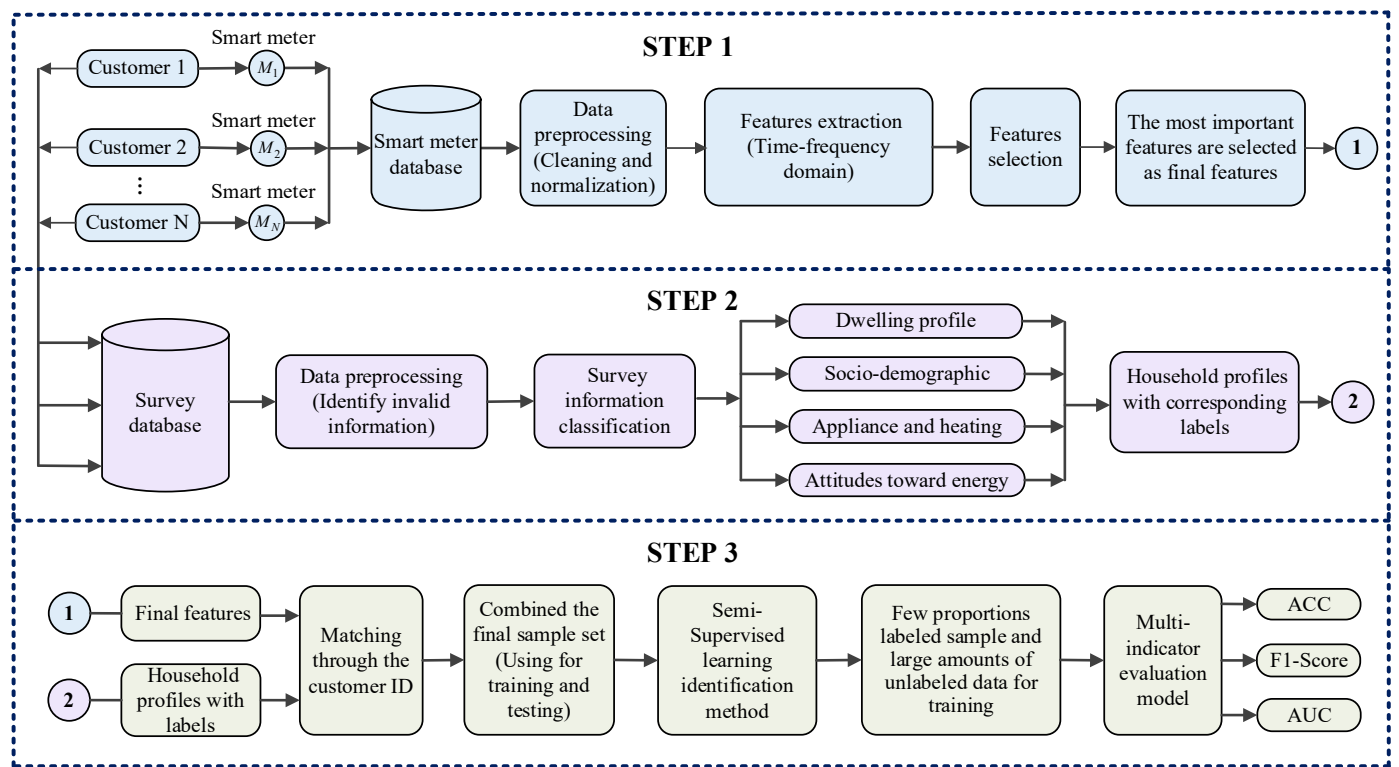 STEP 1
Smart meter
Customer 1
M1
Smart meter
Customer 2
M2
⋮
Smart meter
Customer N
MN
Smart meter
database
Data
preprocessing
(Cleaning and
normalization)
Features extraction
(Time-frequency
domain)
Features
selection
The most important
features are selected
as final features
1
STEP 2
Survey
database
Data preprocessing
(Identify invalid
information)
Survey
information
classification
Dwelling profile
Socio-demographic
Appliance and heating
Attitudes toward energy
Household profiles
with corresponding
labels
2
STEP 3
1
Final features
2
Household
profiles with
labels
Matching
through the
customer ID
Combined the
final sample set
(Using for
training and
testing)
Semi-
Supervised
learning
identification
method
Few proportions
labeled sample and
large amounts of
unlabeled data for
training
Multi-
indicator
evaluation
model
ACC
F1-Score
AUC